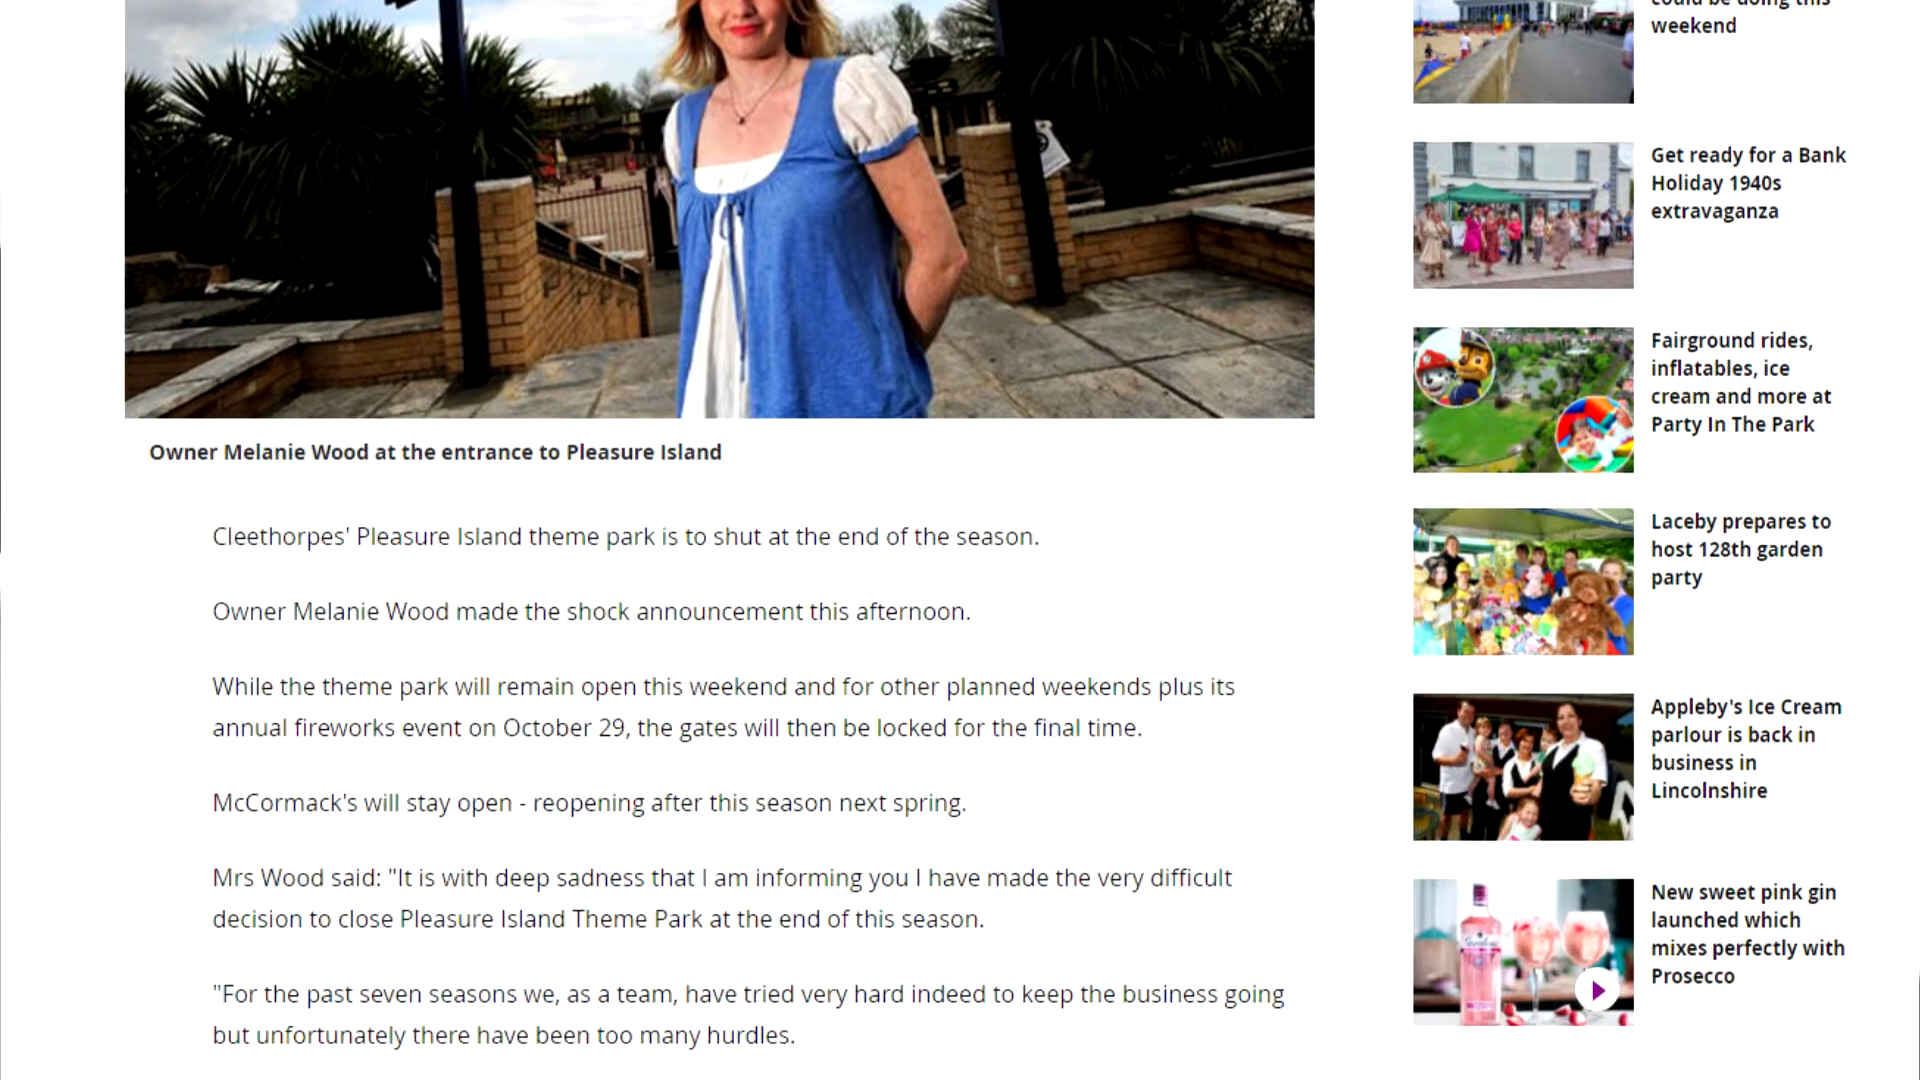 weekend
Get ready for a Bank
Holiday 1940s
extravaganza
Fairground rides,
inflatables, ice
cream and more at
Party In The Park
Laceby prepares to
host 128th garden
party
Appleby's Ice Cream
parlour is back in
business in
Lincolnshire
New sweet pink gin
launched which
mixes perfectly with
Prosecco
Owner Melanie Wood at the entrance to Pleasure Island
Cleethorpes' Pleasure Island theme park is to shut at the end of the season.
Owner Melanie Wood made the shock announcement this afternoon.
While the theme park will remain open this weekend and for other planned weekends plus its
annual fireworks event on October 29, the gates will then be locked for the final time.
McCormack's will stay open - reopening after this season next spring.
Mrs Wood said: "It is with deep sadness that I am informing you I have made the very difficult
decision to close Pleasure Island Theme Park at the end of this season.
"For the past seven seasons we, as a team, have tried very hard indeed to keep the business going
but unfortunately there have been too many hurdles.